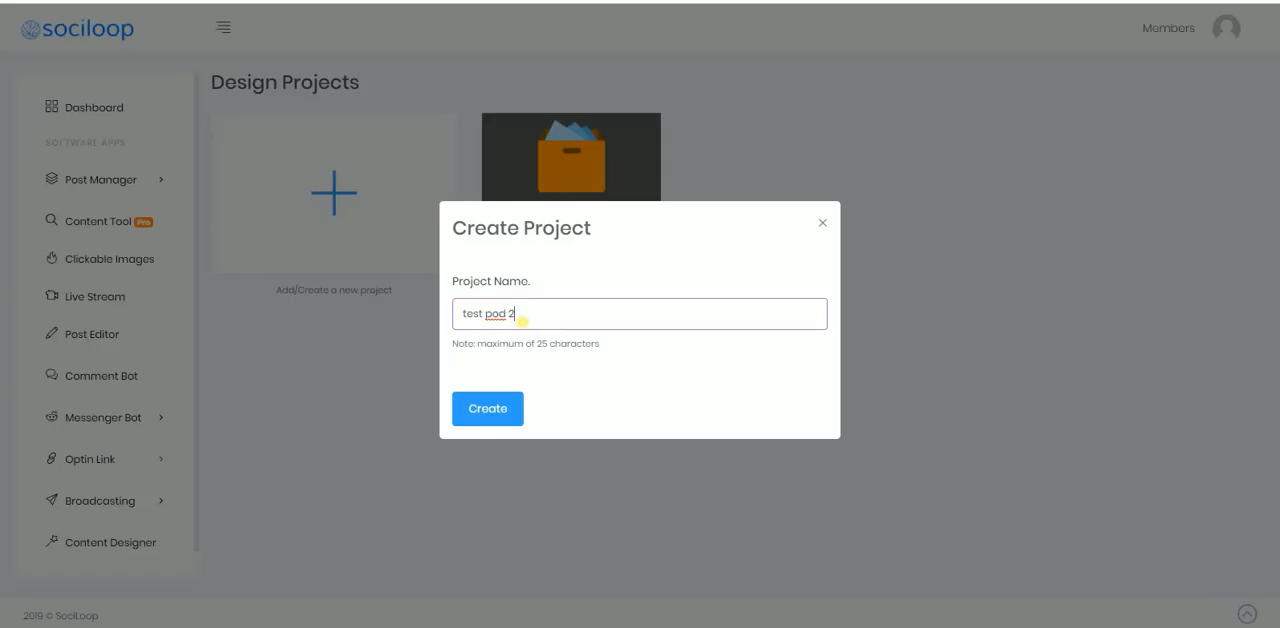 sociloop
Members
Dashboard
SOFTWARE APPS
Post Manager
Content Tool Pro
Clickable Images
Live Stream
Post Editor
Comment Bot
Messenger Bot
Optin Link
Broadcasting
Content Designer
Design Projects
Add/Create a new project
Create Project
Project Name.
test pod 2
Note: maximum of 25 characters
Create
2019 © SociLoop